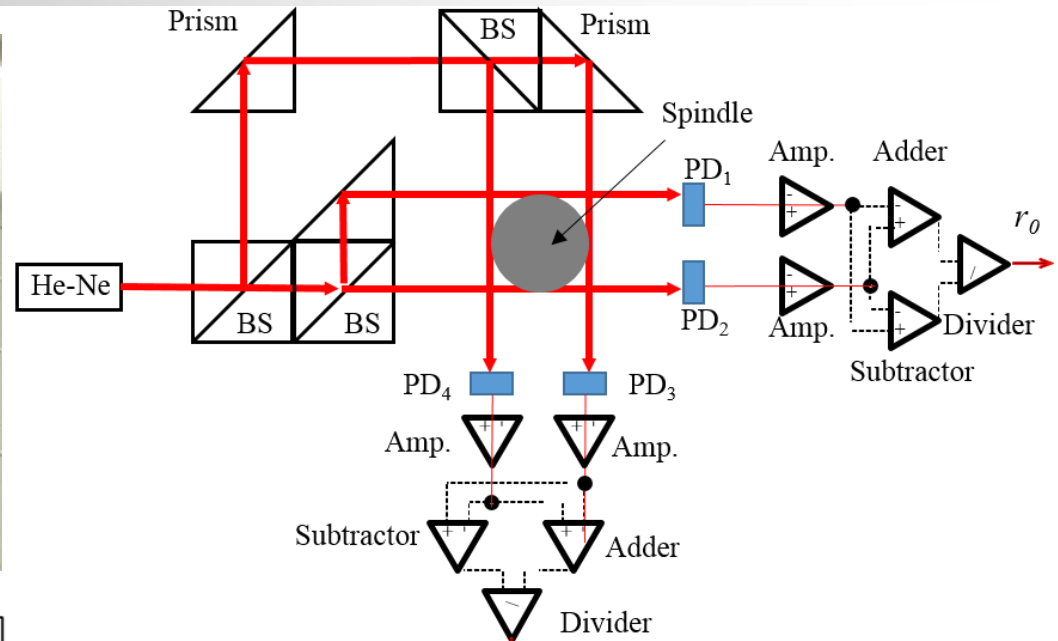 Prism
BS
Prism
Spindle
PD1
Amp.
Adder
r0
He-Ne
BS
BS
PD2
Amp.
Divider
Subtractor
PD4
PD3
Amp.
Amp.
Subtractor
Adder
Divider